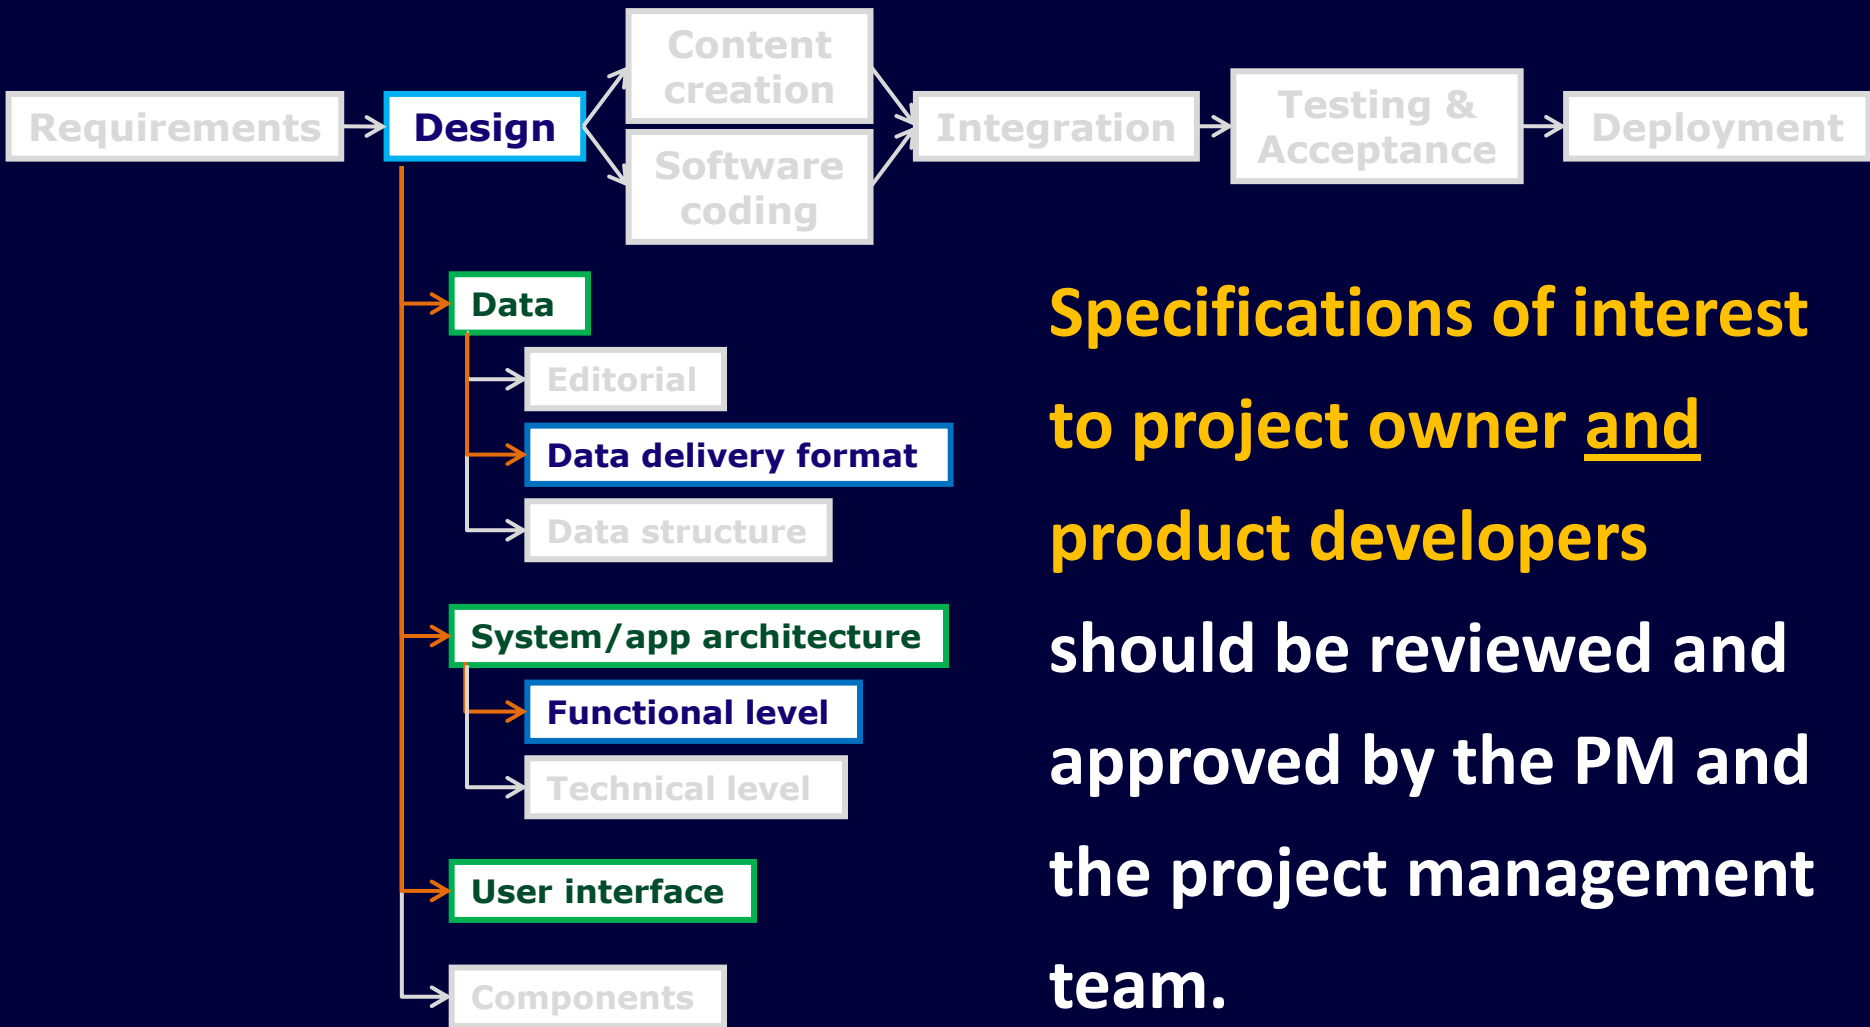 Requirements
Design
Content
creation
Software
coding
Integration
Testing &
Acceptance
Deployment
Data
Editorial
Data delivery format
Data structure
System/app architecture
Functional level
Technical level
User interface
Components
Specifications of interest
to project owner and
product developers
should be reviewed and
approved by the PM and
the project management
team.